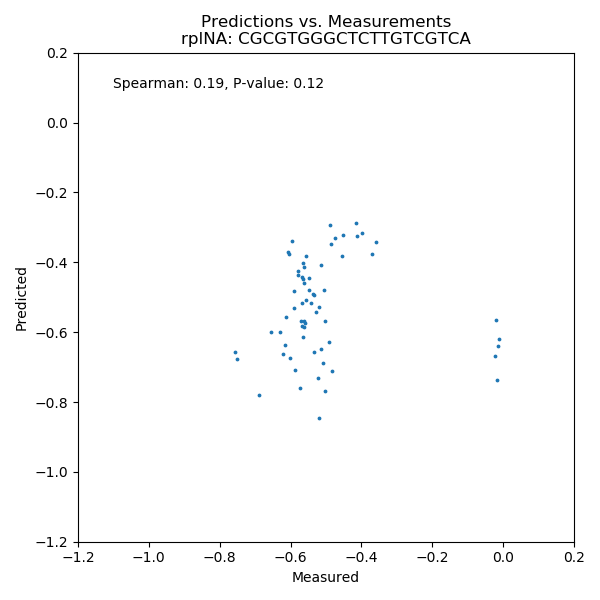 Predictions vs. Measurements
rplNA: CGCGTGGGCTCTTGTCGTCA
Spearman: 0.19, P-value: 0.12
0.2
0.0
−0.2
−0.4
−0.6
−0.8
−1.0
−1.2
Predicted
−1.2 −1.0 −0.8 −0.6 −0.4 −0.2 0.0 0.2
Measured